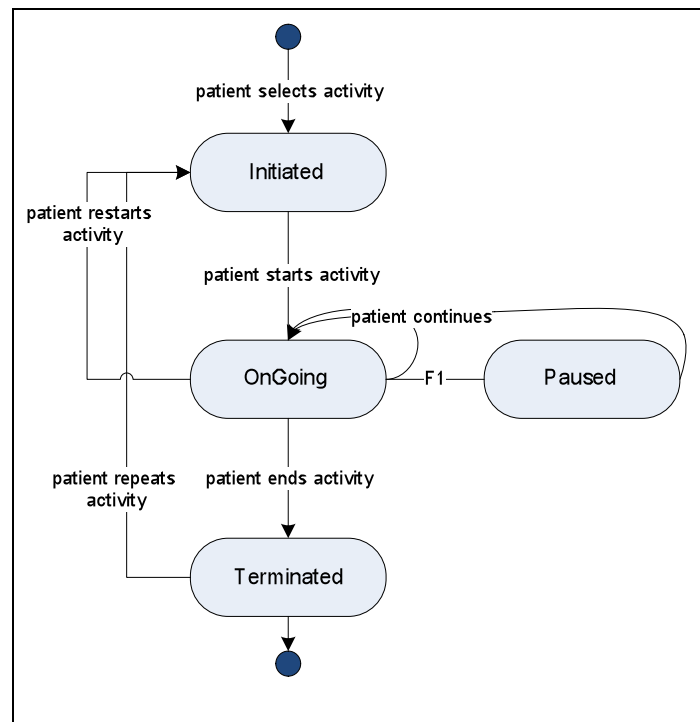 patient selects activity
Initiated
patient restarts
activity
patient starts activity
patient continues
OnGoing
F1
Paused
patient repeats
activity
patient ends activity
Terminated